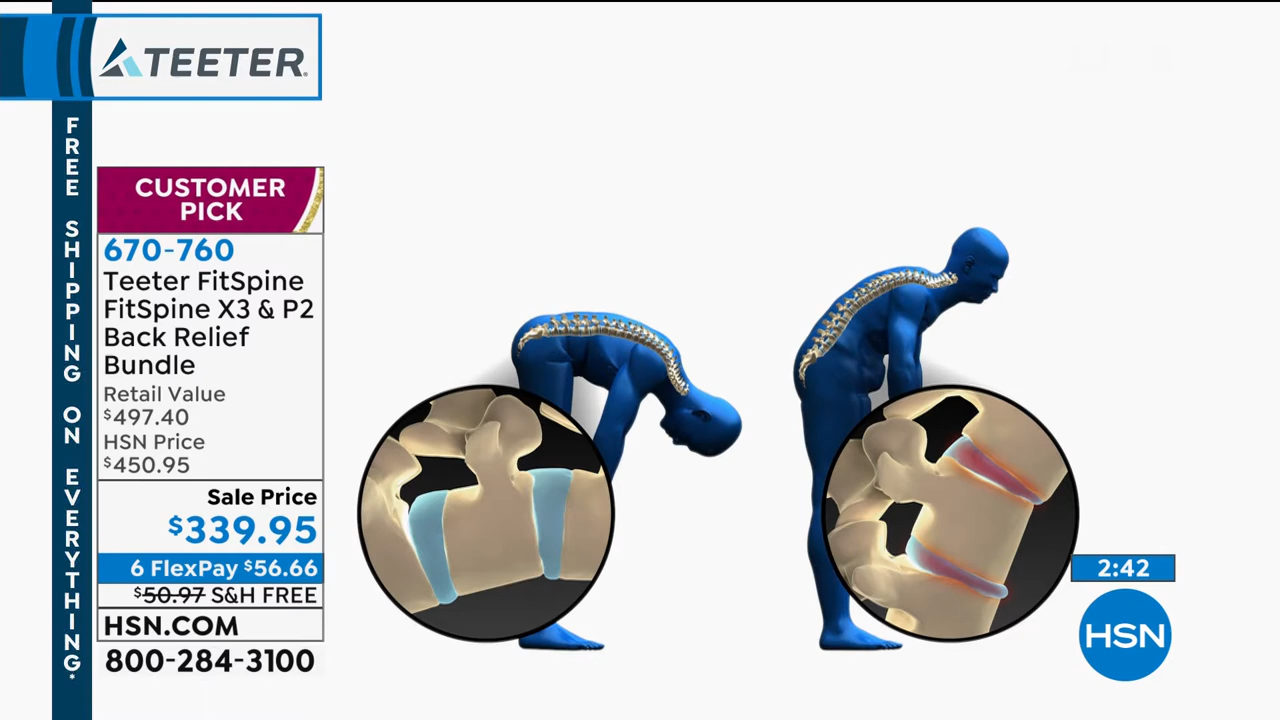 TEETER
FREE SHIPPING ON EVERYTHING*
CUSTOMER
PICK
670-760
Teeter FitSpine
FitSpine X3 & P2
Back Relief
Bundle
Retail Value
$497.40
HSN Price
$450.95
Sale Price
$339.95
6 FlexPay $56.66
$50.97 S&H FREE
HSN.COM
800-284-3100
2:42
HSN